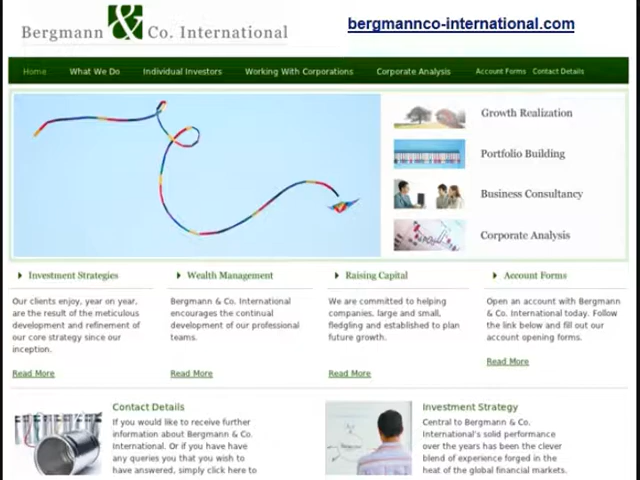 Bergmann & Co. International
bergmannco-international.com
Home What We Do Individual Investors Working With Corporations Corporate Analysis Account Forms Contact Details
Growth Realization
Portfolio Building
Business Consultancy
Corporate Analysis
Investment Strategies
Our clients enjoy, year on year,
are the result of the meticulous
development and refinement of
our core strategy since our
inception.
Read More
Wealth Management
Bergmann & Co. International
encourages the continual
development of our professional
teams.
Read More
Raising Capital
We are committed to helping
companies, large and small,
fledgling and established to plan
future growth.
Read More
Account Forms
Open an account with Bergmann
& Co. International today. Follow
the link below and fill out our
account opening forms.
Read More
Contact Details
If you would like to receive further
information about Bergmann & Co.
International. Or if you have have
any queries you that you wish to
have answered, simply click here to
Investment Strategy
Central to Bergmann & Co.
International's solid performance
over the years has been the clever
blend of experience forged in the
heat of the global financial markets.